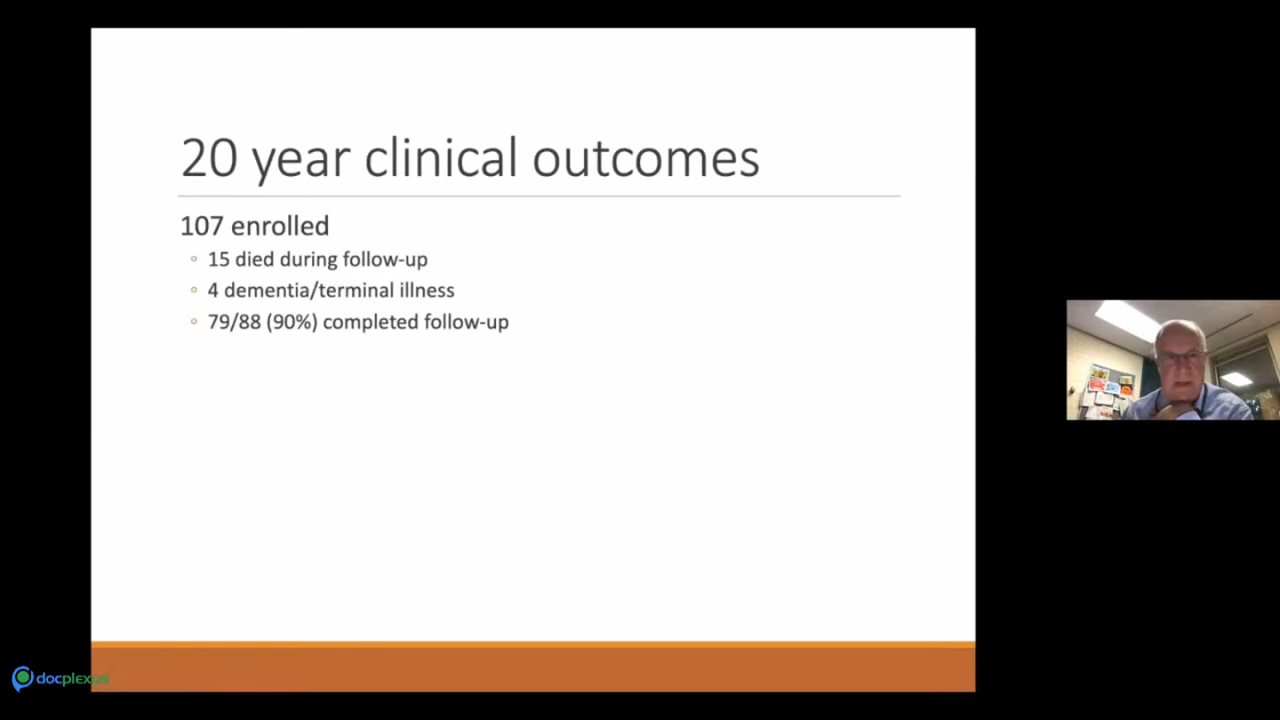 20 year clinical outcomes
107 enrolled
15 died during follow-up
4 dementia/terminal illness
79/88 (90%) completed follow-up
docplexus